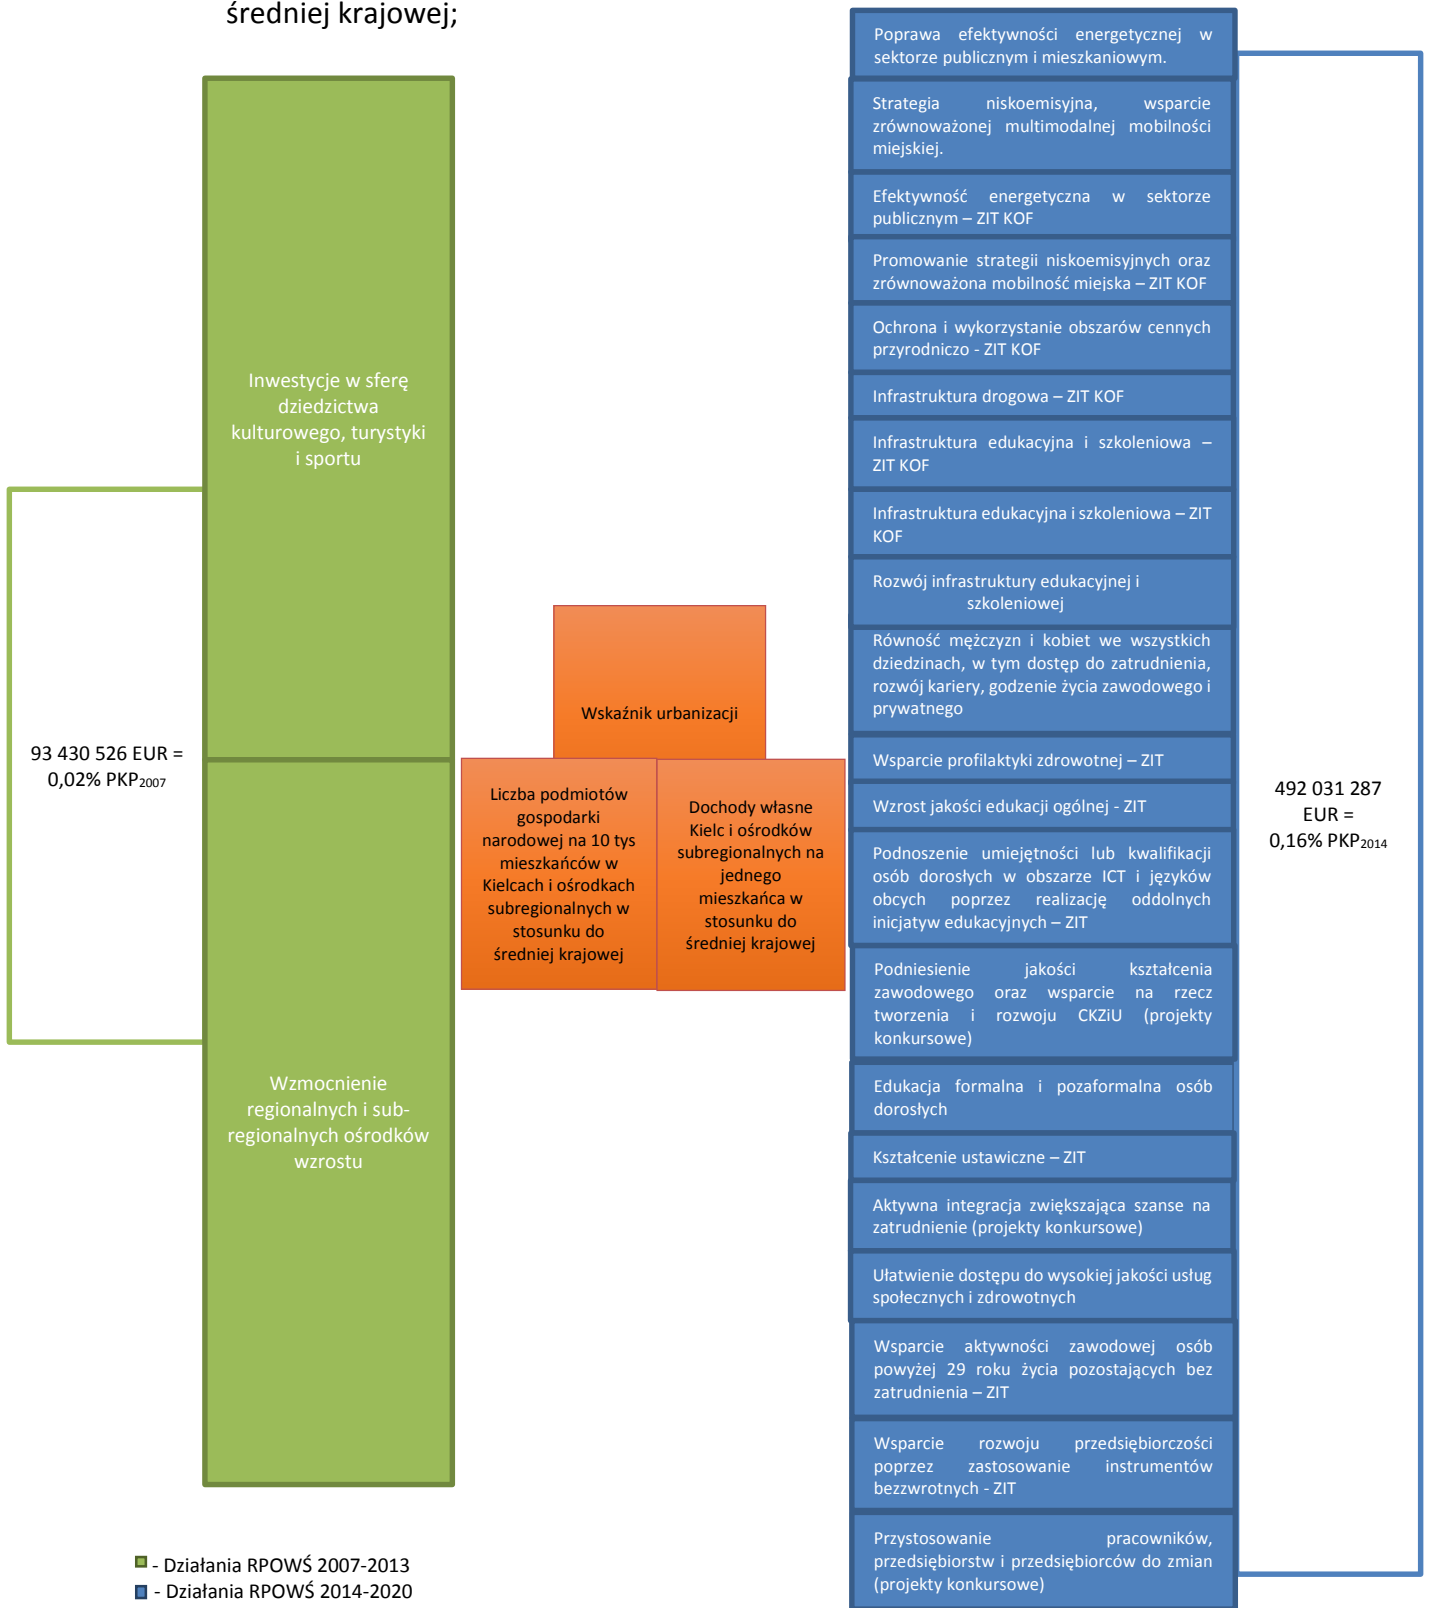 średniej krajowej;
Inwestycje w sferę
dziedzictwa
kulturowego, turystyki
i sportu
93 430 526 EUR =
0,02% PKP2007
Wzmocnienie
regionalnych i sub-
regionalnych ośrodków
wzrostu
Wskaźnik urbanizacji
Liczba podmiotów
gospodarki
narodowej na 10 tys
mieszkańców w
Kielcach i ośrodkach
subregionalnych w
stosunku do
średniej krajowej
Dochody własne
Kielc i ośrodków
subregionalnych na
jednego
mieszkańca w
stosunku do
średniej krajowej
Poprawa efektywności energetycznej w
sektorze publicznym i mieszkaniowym.
Strategia niskoemisyjna, wsparcie
zrównoważonej multimodalnej mobilności
miejskiej.
Efektywność energetyczna w sektorze
publicznym – ZIT KOF
Promowanie strategii niskoemisyjnych oraz
zrównoważona mobilność miejska – ZIT KOF
Ochrona i wykorzystanie obszarów cennych
przyrodniczo - ZIT KOF
Infrastruktura drogowa – ZIT KOF
Infrastruktura edukacyjna i szkoleniowa –
ZIT KOF
Infrastruktura edukacyjna i szkoleniowa – ZIT
KOF
Rozwój infrastruktury edukacyjnej i
szkoleniowej
Równość mężczyzn i kobiet we wszystkich
dziedzinach, w tym dostęp do zatrudnienia,
rozwój kariery, godzenie życia zawodowego i
prywatnego
Wsparcie profilaktyki zdrowotnej – ZIT
Wzrost jakości edukacji ogólnej - ZIT
Podnoszenie umiejętności lub kwalifikacji
osób dorosłych w obszarze ICT i języków
obcych poprzez realizację oddolnych
inicjatyw edukacyjnych – ZIT
Podniesienie jakości kształcenia
zawodowego oraz wsparcie na rzecz
tworzenia i rozwoju CKZiU (projekty
konkursowe)
Edukacja formalna i pozaformalna osób
dorosłych
Kształcenie ustawiczne – ZIT
Aktywna integracja zwiększająca szanse na
zatrudnienie (projekty konkursowe)
Ułatwienie dostępu do wysokiej jakości usług
społecznych i zdrowotnych
Wsparcie aktywności zawodowej osób
powyżej 29 roku życia pozostających bez
zatrudnienia – ZIT
Wsparcie rozwoju przedsiębiorczości
poprzez zastosowanie instrumentów
bezzwrotnych - ZIT
Przystosowanie pracowników,
przedsiębiorstw i przedsiębiorców do zmian
(projekty konkursowe)
492 031 287
EUR =
0,16% PKP2014
- Działania RPOWŚ 2007-2013
- Działania RPOWŚ 2014-2020